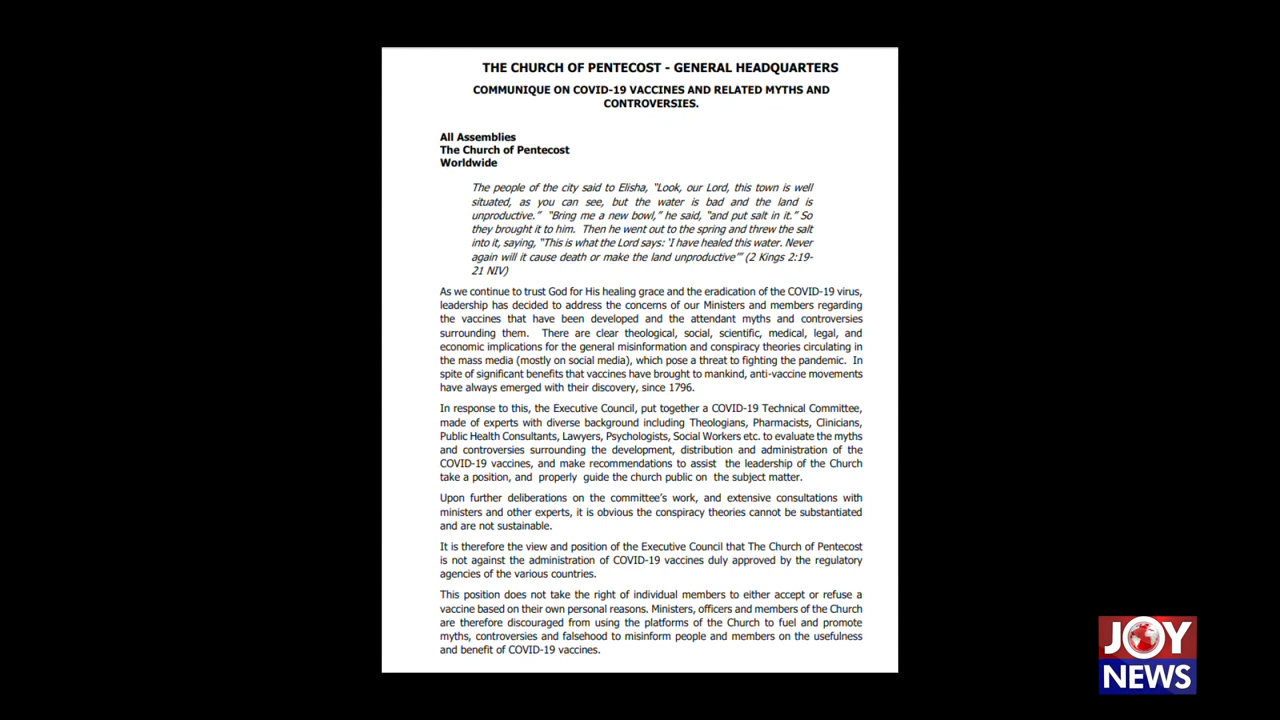 THE CHURCH OF PENTECOST - GENERAL HEADQUARTERS
COMMUNIQUE ON COVID-19 VACCINES AND RELATED MYTHS AND
CONTROVERSIES.
All Assemblies
The Church of Pentecost
Worldwide
The people of the city said to Elisha, “Look, our Lord, this town is well
situated, as you can see, but the water is bad and the land is
unproductive.” “Bring me a new bowl,” he said, “and put salt in it.” So
they brought it to him. Then he went out to the spring and threw the salt
into it, saying, “This is what the Lord says: ‘I have healed this water. Never
again will it cause death or make the land unproductive’” (2 Kings 2:19-
21 NIV)
As we continue to trust God for His healing grace and the eradication of the COVID-19 virus,
leadership has decided to address the concerns of our Ministers and members regarding
the vaccines that have been developed and the attendant myths and controversies
surrounding them. There are clear theological, social, scientific, medical, legal, and
economic implications for the general misinformation and conspiracy theories circulating in
the mass media (mostly on social media), which pose a threat to fighting the pandemic. In
spite of significant benefits that vaccines have brought to mankind, anti-vaccine movements
have always emerged with their discovery, since 1796.
In response to this, the Executive Council, put together a COVID-19 Technical Committee,
made of experts with diverse background including Theologians, Pharmacists, Clinicians,
Public Health Consultants, Lawyers, Psychologists, Social Workers etc. to evaluate the myths
and controversies surrounding the development, distribution and administration of the
COVID-19 vaccines, and make recommendations to assist the leadership of the Church
take a position, and properly guide the church public on the subject matter.
Upon further deliberations on the committee’s work, and extensive consultations with
ministers and other experts, it is obvious the conspiracy theories cannot be substantiated
and are not sustainable.
It is therefore the view and position of the Executive Council that The Church of Pentecost
is not against the administration of COVID-19 vaccines duly approved by the regulatory
agencies of the various countries.
This position does not take the right of individual members to either accept or refuse a
vaccine based on their own personal reasons. Ministers, officers and members of the Church
are therefore discouraged from using the platforms of the Church to fuel and promote
myths, controversies and falsehood to misinform people and members on the usefulness
and benefit of COVID-19 vaccines.
JOY
NEWS